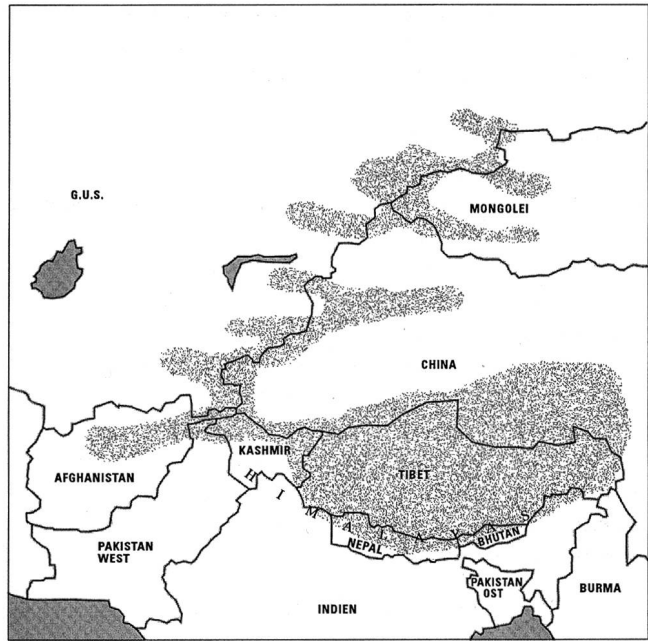 G.U.S.
MONGOLEI
CHINA
KASHMIR
AFGHANISTAN
TIBET
HIMALAYAS
PAKISTAN
WEST
NEPAL
BHUTAN
PAKISTAN
OST
BURMA
INDIEN